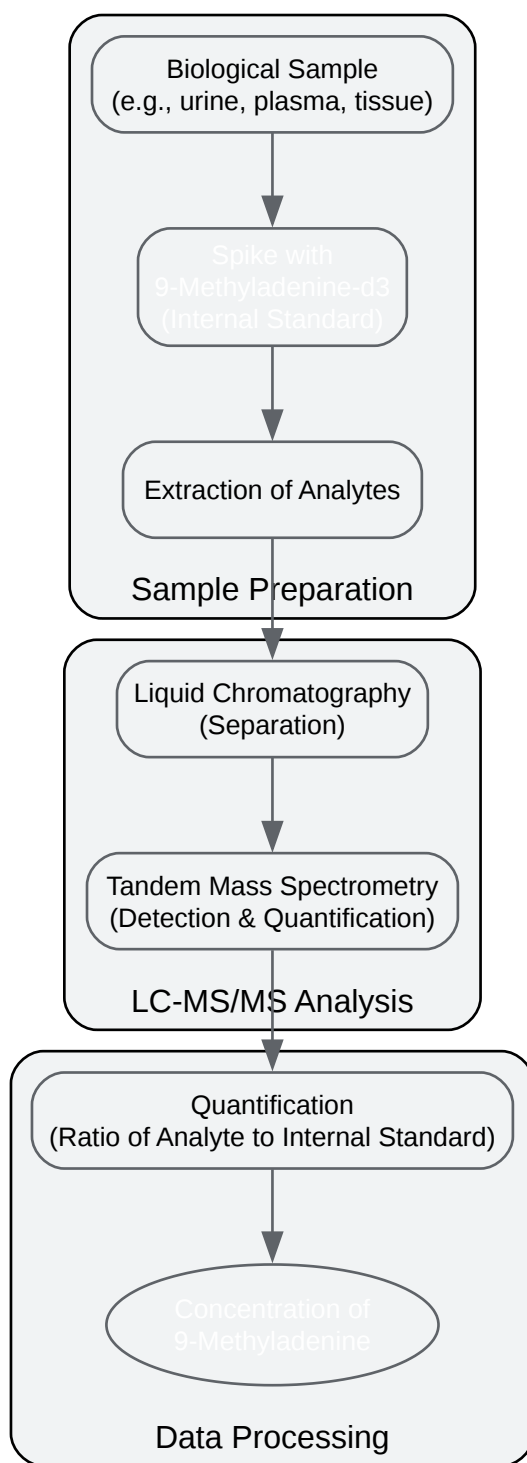 Biological Sample
(e.g., urine, plasma, tissue)
Spike with
9-Methyladenine-d3
(Internal Standard)
Extraction of Analytes
Sample Preparation
Liquid Chromatography
(Separation)
Tandem Mass Spectrometry
(Detection & Quantification)
LC-MS/MS Analysis
Quantification
(Ratio of Analyte to Internal Standard)
Concentration of
9-Methyladenine
Data Processing